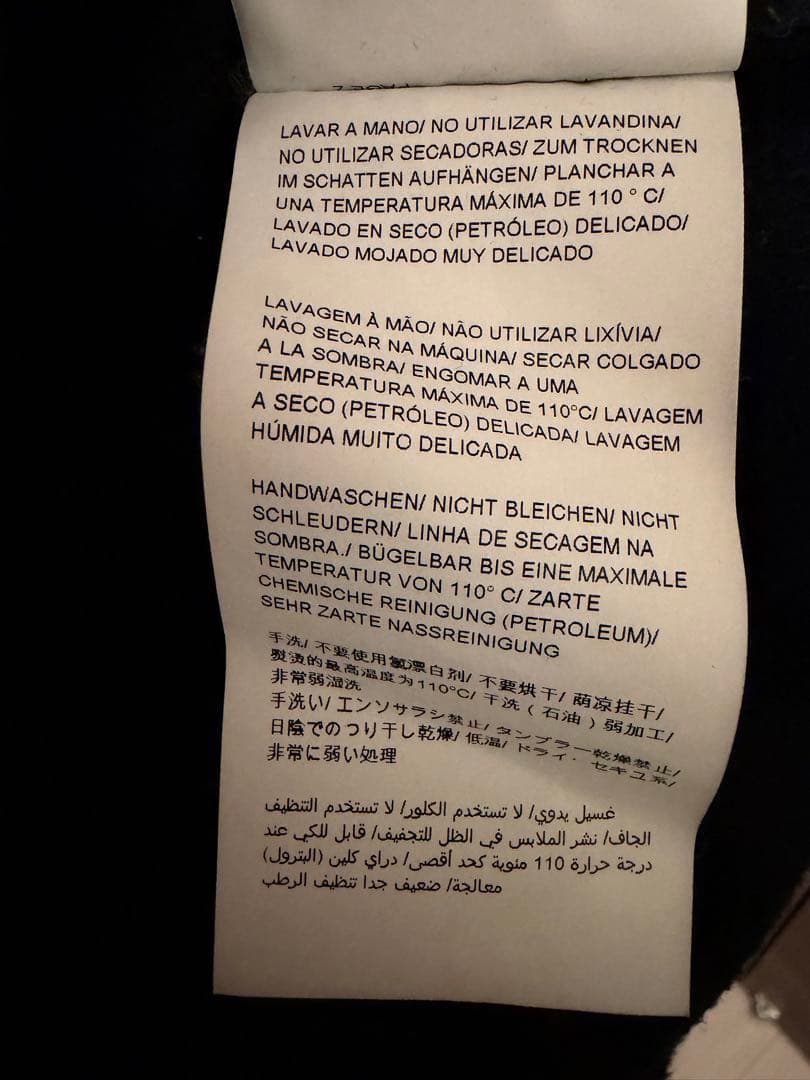 LAVAR A MANO/ NO UTILIZAR LAVANDINA/
NO UTILIZAR SECADORAS/ ZUM TROCKNEN
IM SCHATTEN AUFHÄNGEN/ PLANCHAR A
UNA TEMPERATURA MÁXIMA DE 110 ° C/
LAVADO EN SECO (PETRÓLEO) DELICADO/
LAVADO MOJADO MUY DELICADO
LAVAGEM À MÃO/ NÃO UTILIZAR LIXÍVIA/
NÃO SECAR NA MÁQUINA/ SECAR COLGADO
A LA SOMBRA/ ENGOMAR A UMA
TEMPERATURA MÁXIMA DE 110°C/ LAVAGEM
A SECO (PETRÓLEO) DELICADA/ LAVAGEM
HÚMIDA MUITO DELICADA
HANDWASCHEN/ NICHT BLEICHEN/ NICHT
SCHLEUDERN/ LINHA DE SECAGEM NA
SOMBRA./ BÜGELBAR BIS EINE MAXIMALE
TEMPERATUR VON 110° C/ ZARTE
CHEMISCHE REINIGUNG (PETROLEUM)/
SEHR ZARTE NASSREINIGUNG
手洗/ 不要使用氯漂白剂/ 不要烘干/ 荫凉挂干/
熨烫的最高温度为110°C/ 干洗 ( 石油 ) 弱加工/
非常弱湿洗
手洗い/ エンソサラシ禁止/ タンブラー乾燥禁止/
日陰でのつり干し乾燥/ 低温/ ドライ・ セキユ系/
非常に弱い処理
غسيل يدوي/ لا تستخدم الكلور/ لا تستخدم التنظيف
الجاف/ نشر الملابس في الظل للتجفيف/ قابل للكي عند
درجة حرارة 110 مئوية كحد أقصى/ دراي كلين (البترول)
معالجة/ ضعيف جدا تنظيف الرطب